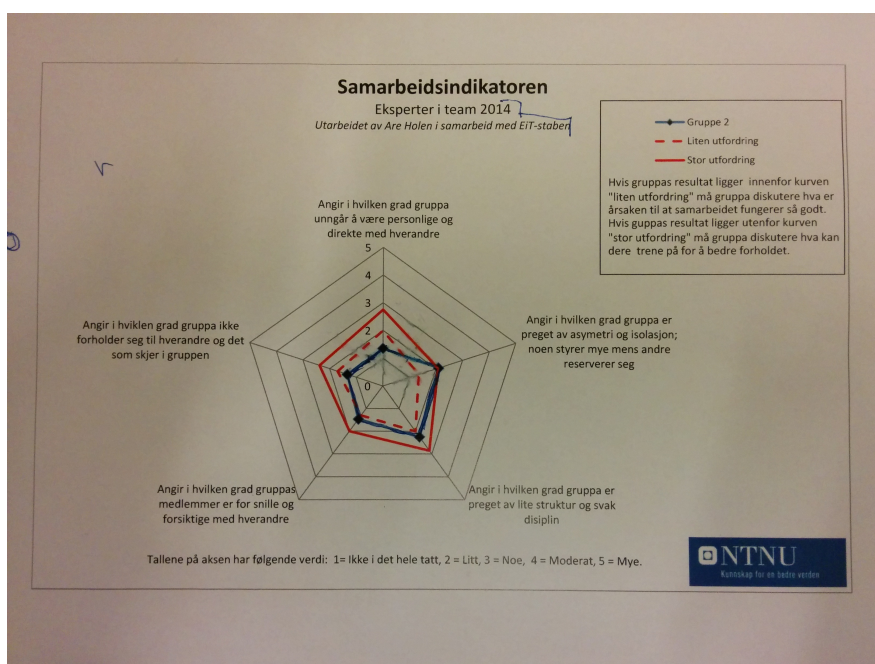 Samarbeidsindikatoren
Eksperter i team 2014
Utarbeidet av Are Holen i samarbeid med EiT-staben
Gruppe 2
Liten utfordring
Stor utfordring
Hvis gruppas resultat ligger innenfor kurven
"liten utfordring" må gruppa diskutere hva er
årsaken til at samarbeidet fungerer så godt.
Hvis guppas resultat ligger utenfor kurven
"stor utfordring" må gruppa diskutere hva kan
dere trene på for å bedre forholdet.
Angir i hvilken grad gruppa
unngår å være personlige og
direkte med hverandre
5
4
3
2
0
Angir i hviklen grad gruppa ikke
forholder seg til hverandre og det
som skjer i gruppen
Angir i hvilken grad gruppa er
preget av asymetri og isolasjon;
noen styrer mye mens andre
reserverer seg
Angir i hvilken grad gruppas
medlemmer er for snille og
forsiktige med hverandre
Angir i hvilken grad gruppa er
preget av lite struktur og svak
disiplin
Tallene på aksen har følgende verdi: 1= Ikke i det hele tatt, 2 = Litt, 3 = Noe, 4 = Moderat, 5 = Mye.
NTNU
Kunnskap for en bedre verden